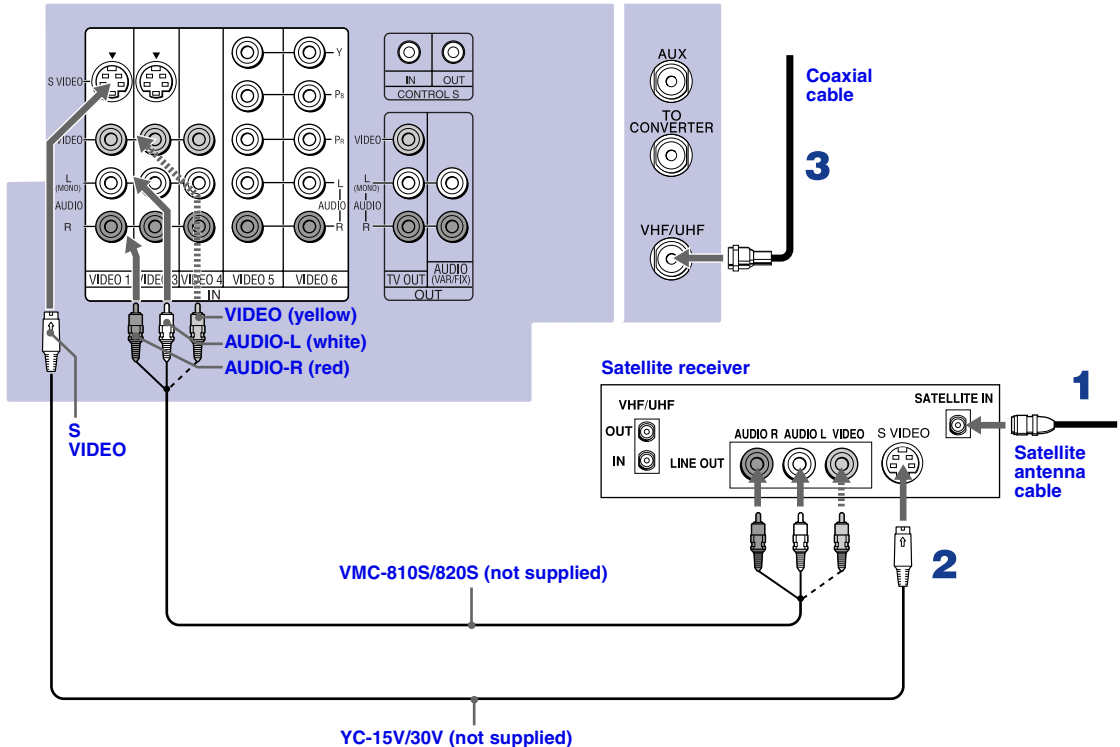 S VIDEO
VIDEO
L
(MONO)
AUDIO
R
Y
PB
PR
L
AUDIO
R
VIDEO 1
VIDEO 3
VIDEO 4
VIDEO 5
VIDEO 6
IN
IN
OUT
CONTROL S
VIDEO
L
(MONO)
AUDIO
R
TV OUT
AUDIO
(VAR/FIX)
OUT
AUX
TO
CONVERTER
VHF/UHF
Coaxial
cable
3
VIDEO (yellow)
AUDIO-L (white)
AUDIO-R (red)
S
VIDEO
Satellite receiver
VHF/UHF
OUT
IN
LINE OUT
AUDIO R
AUDIO L
VIDEO
S VIDEO
SATELLITE IN
1
Satellite
antenna
cable
2
VMC-810S/820S (not supplied)
YC-15V/30V (not supplied)